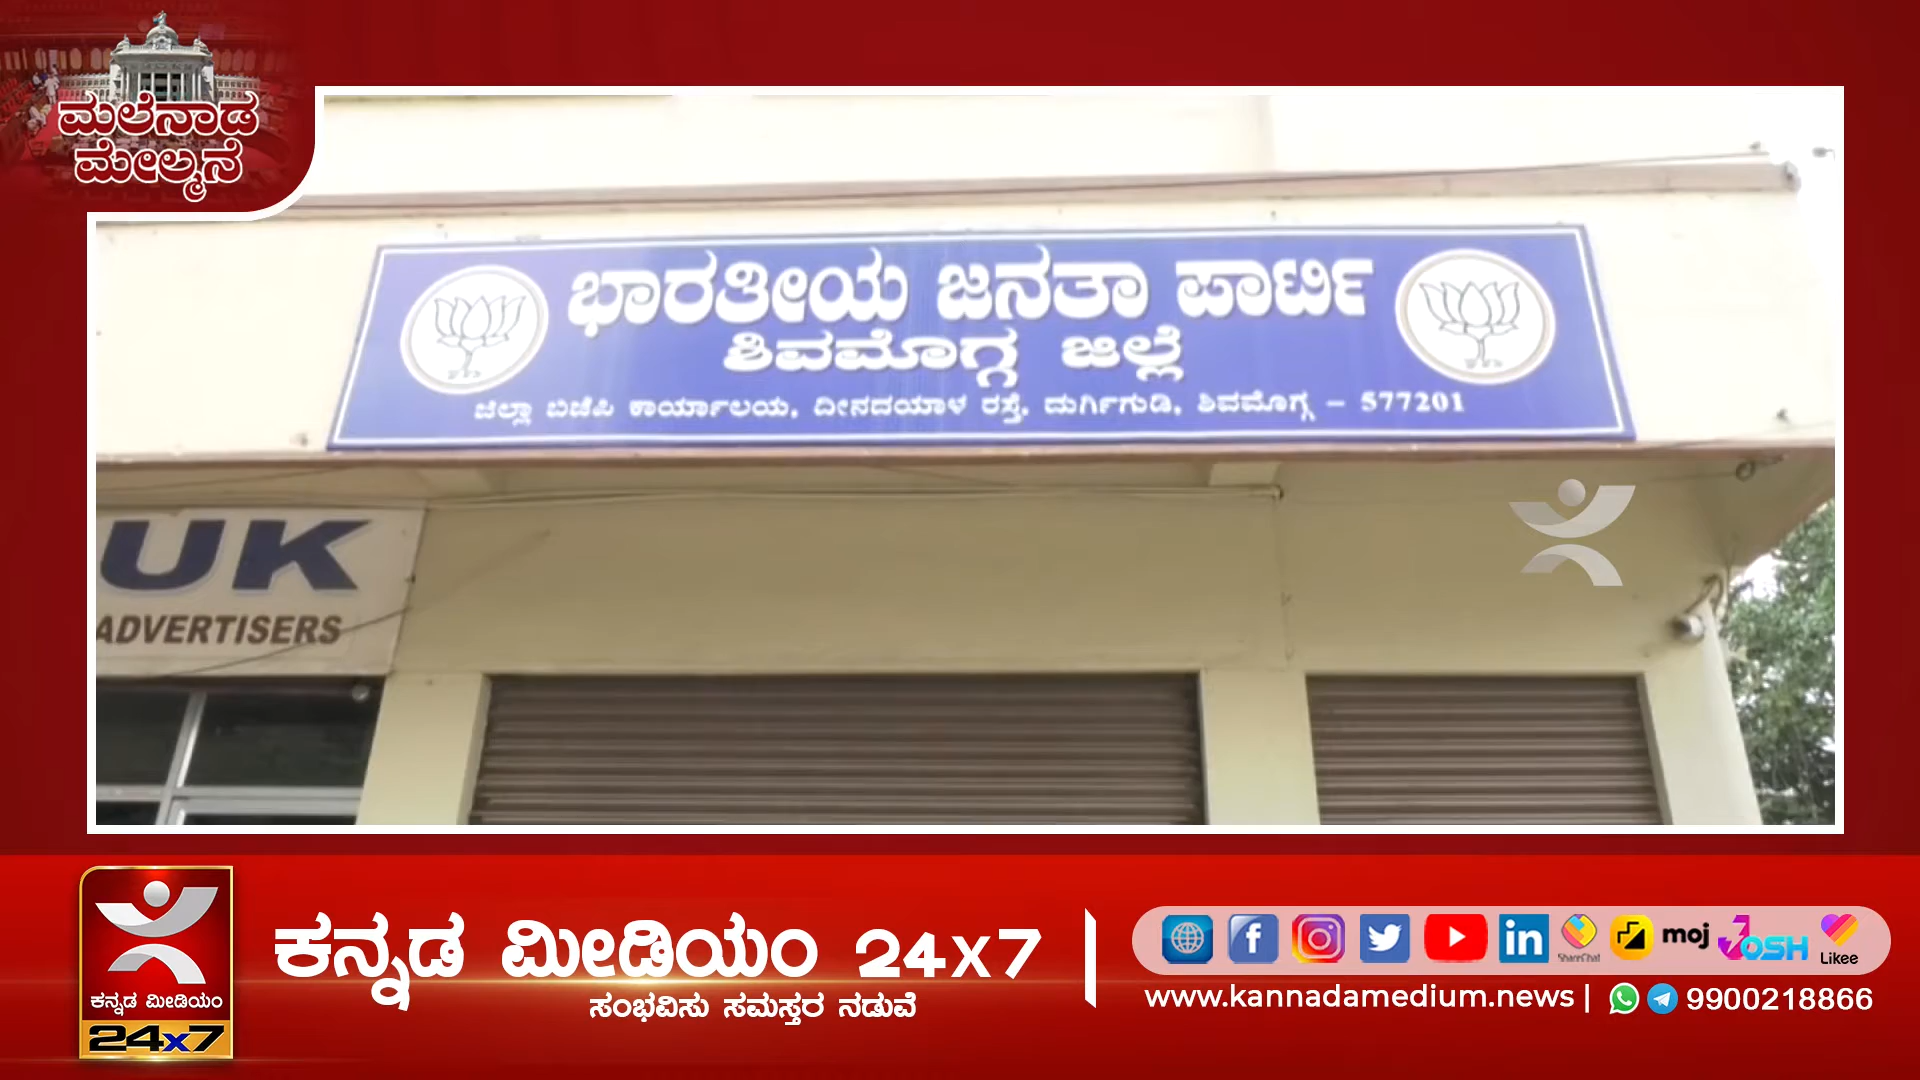 ಮಲೆನಾಡ
ಮೇಲ್ಮನೆ
ಭಾರತೀಯ ಜನತಾ ಪಾರ್ಟಿ
ಶಿವಮೊಗ್ಗ ಜಿಲ್ಲೆ
ಜಿಲ್ಲಾ ಬಿಜೆಪಿ ಕಾರ್ಯಾಲಯ, ದೀನದಯಾಳ ರಸ್ತೆ, ದುರ್ಗಿಗುಡಿ, ಶಿವಮೊಗ್ಗ – 577201
UK
ADVERTISERS
ಕನ್ನಡ ಮೀಡಿಯಂ
24x7
ಕನ್ನಡ ಮೀಡಿಯಂ 24x7
ಸಂಭವಿಸು ಸಮಸ್ತರ ನಡುವೆ
ShareChat
moj
JOSH
Likee
www.kannadamedium.news | 9900218866